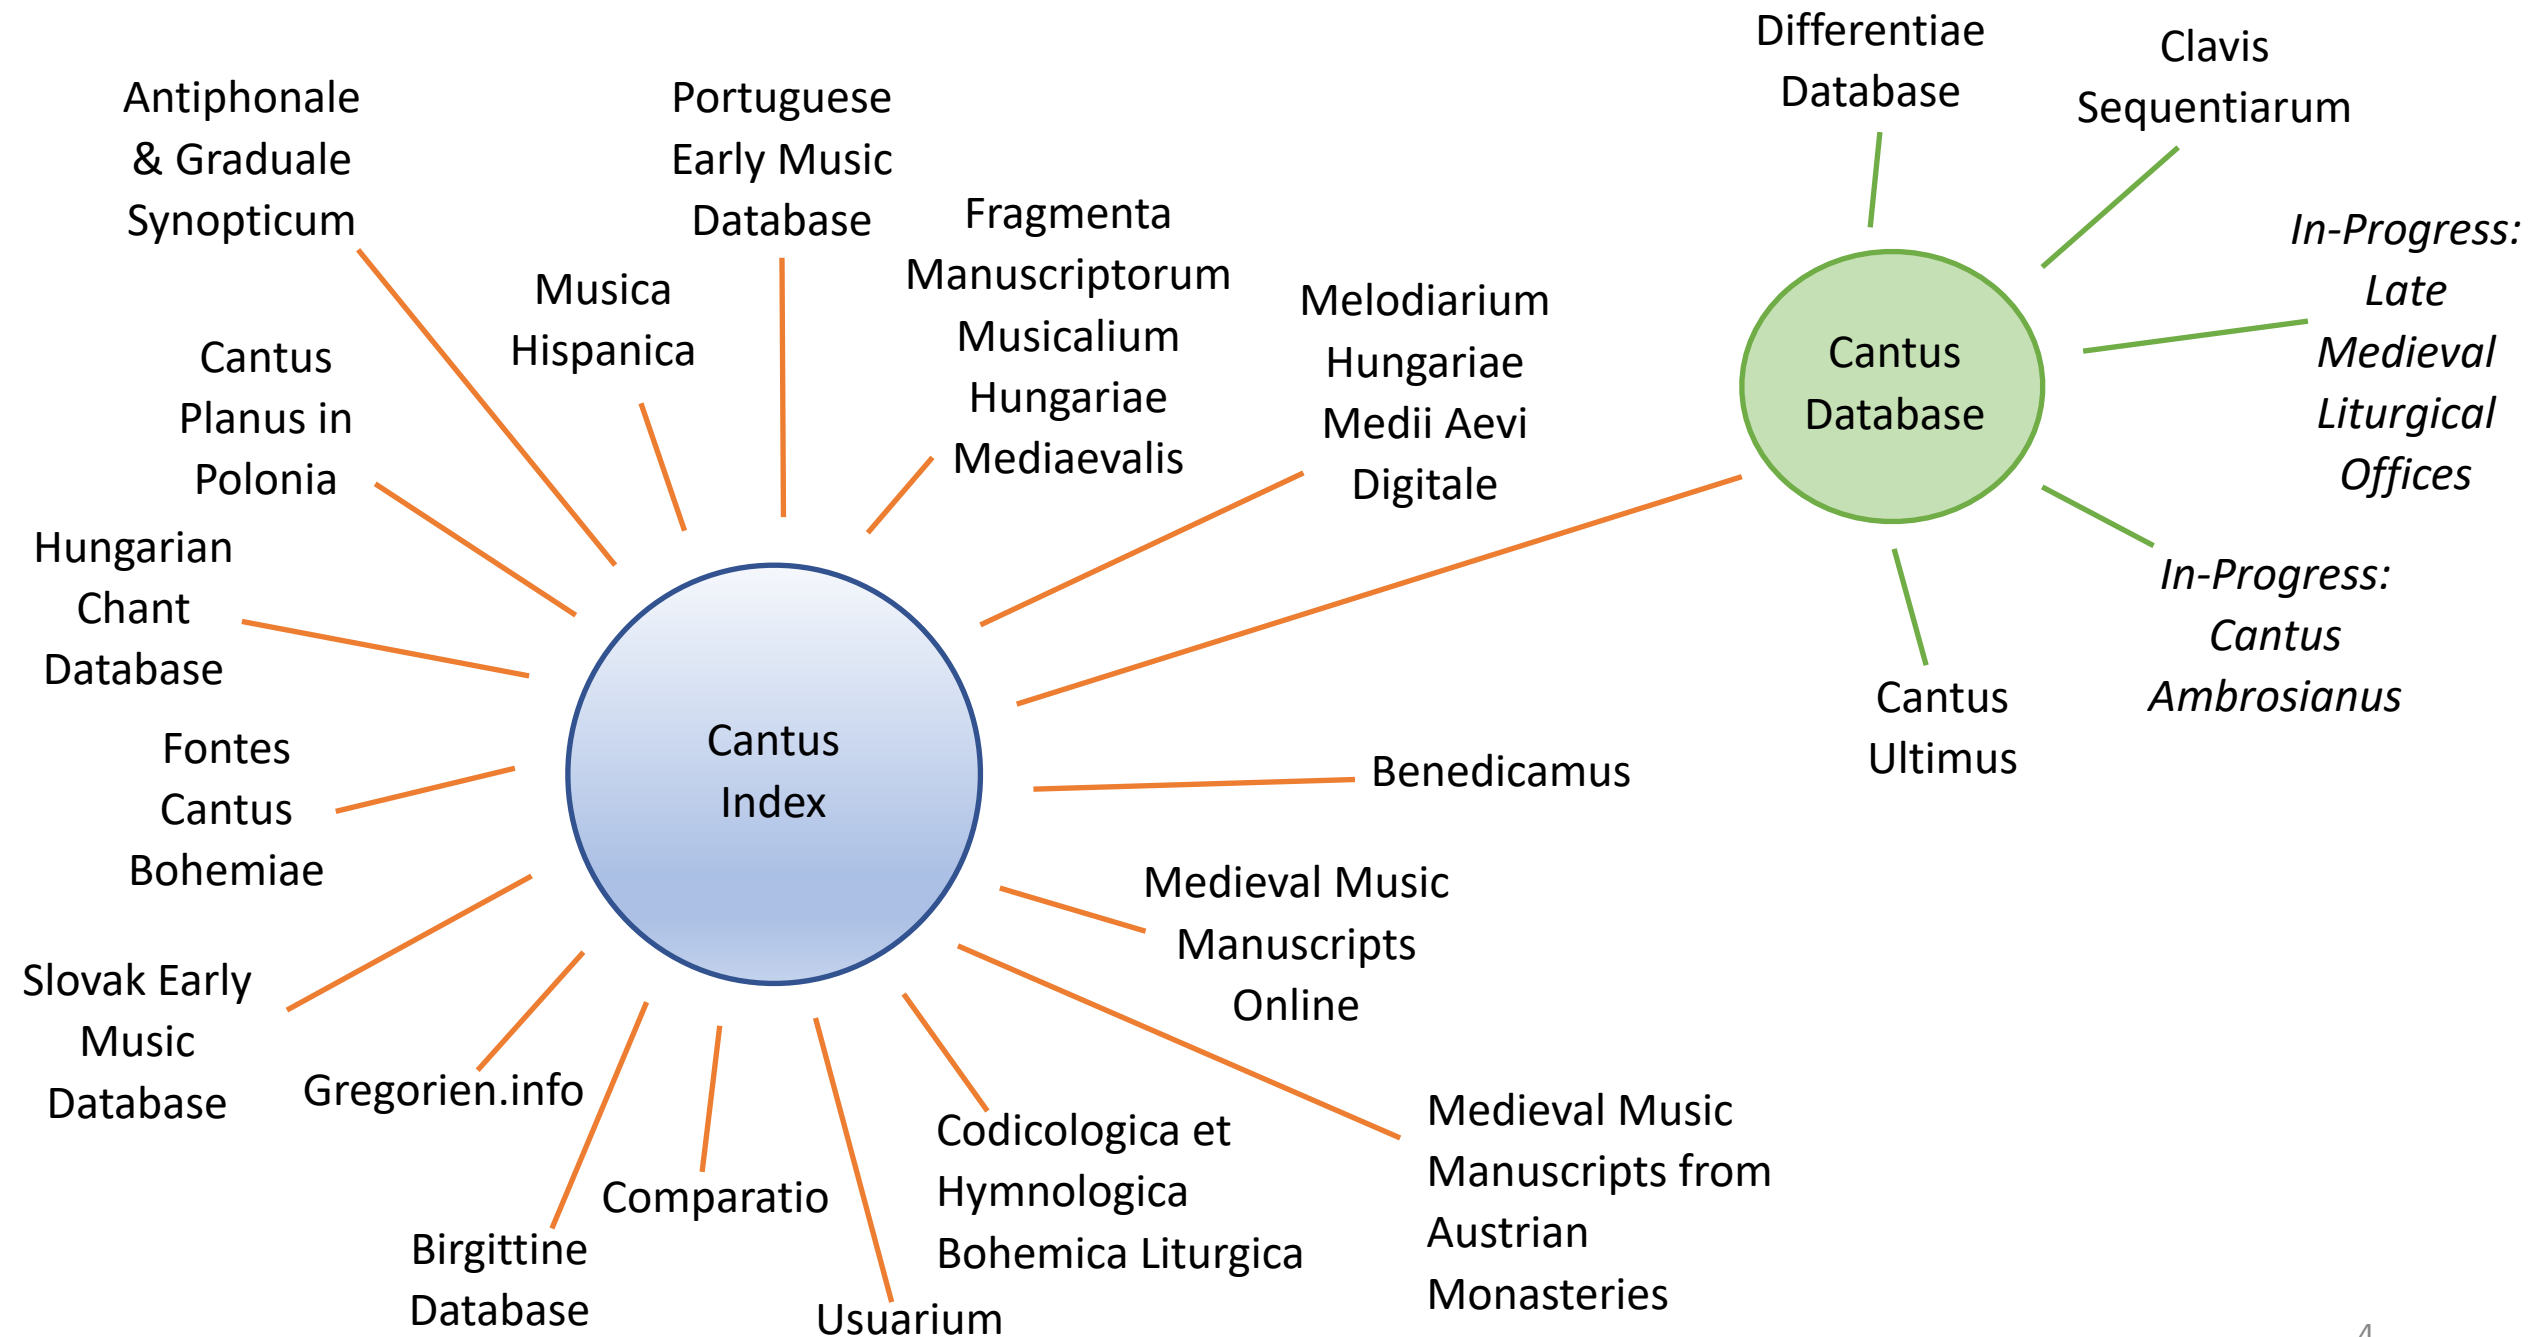 Differentiae
Database
Clavis
Sequentiarum
Antiphonale
& Graduale
Synopticum
Portuguese
Early Music
Database
Fragmenta
Manuscriptorum
Musicalium
Hungariae
Mediaevalis
In-Progress:
Late
Medieval
Liturgical
Offices
Musica
Hispanica
Melodiarium
Hungariae
Medii Aevi
Digitale
Cantus
Planus in
Polonia
Cantus
Database
Hungarian
Chant
Database
In-Progress:
Cantus
Ambrosianus
Cantus
Ultimus
Cantus
Index
Fontes
Cantus
Bohemiae
Benedicamus
Medieval Music
Manuscripts
Online
Slovak Early
Music
Database
Gregorien.info
Codicologica et
Hymnologica
Bohemica Liturgica
Medieval Music
Manuscripts from
Austrian
Monasteries
Comparatio
Birgittine
Database
Usuarium
4